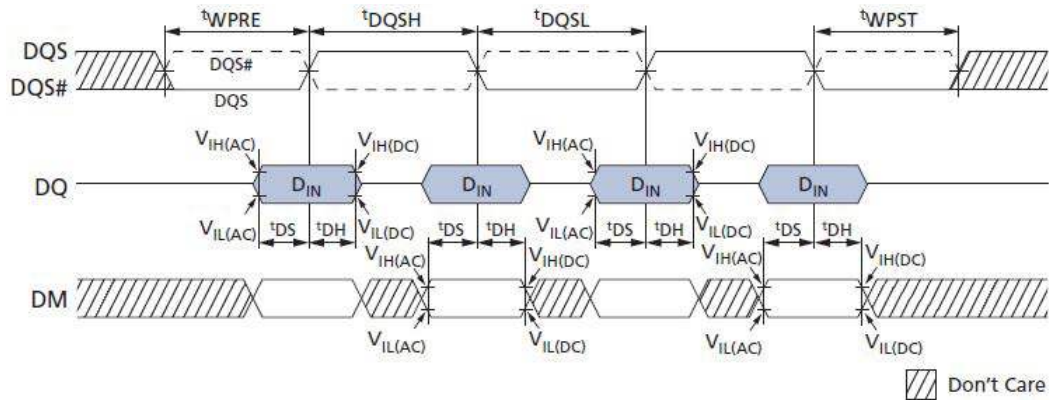 tWPRE tDQSH tDQSL tWPST
DQS
DQS#
DQS#
DQS
VIH(AC) VIH(DC) VIH(AC) VIH(DC)
DQ DIN DIN DIN DIN
VIL(AC) tDS tDH VIL(DC) tDS tDH VIL(AC) tDS tDH VIL(DC) tDS tDH
VIH(AC) VIH(DC) VIH(AC) VIH(DC)
DM
VIL(AC) VIL(DC) VIL(AC) VIL(DC)
Don't Care